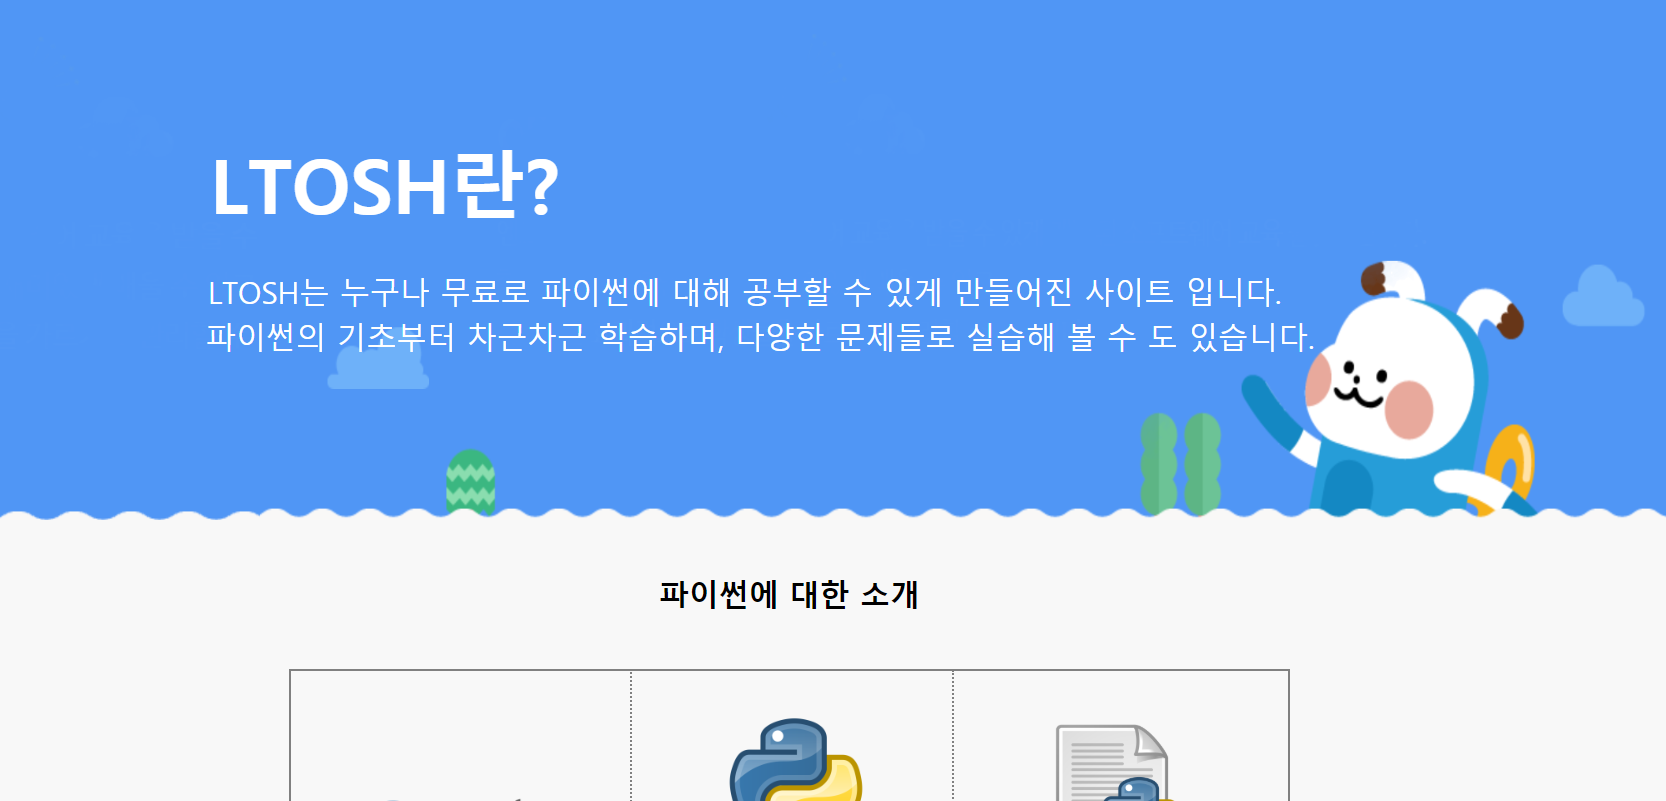 LTOSH란?
LTOSH는 누구나 무료로 파이썬에 대해 공부할 수 있게 만들어진 사이트 입니다.
파이썬의 기초부터 차근차근 학습하며, 다양한 문제들로 실습해 볼 수 도 있습니다.
파이썬에 대한 소개